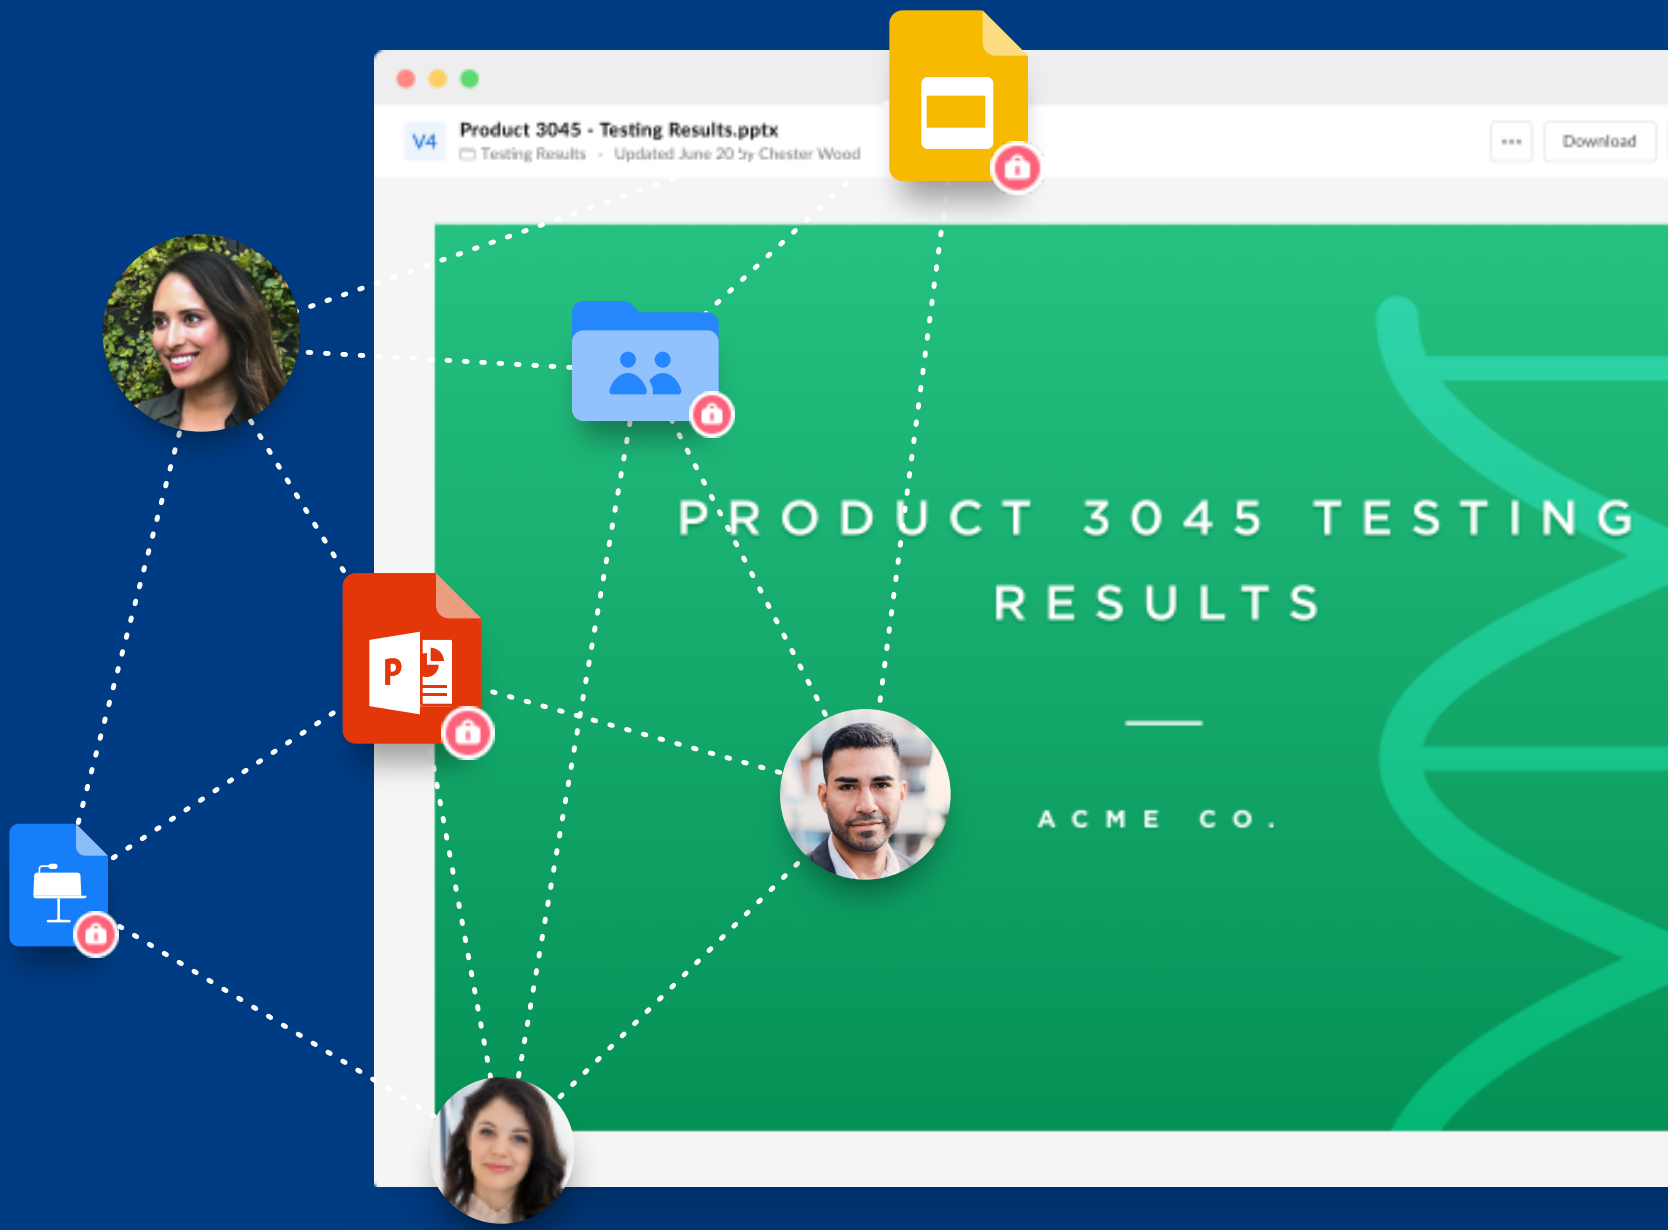 V4
Product 3045 - Testing Results.pptx
Testing Results • Updated June 20 by Chester Wood
Download
PRODUCT 3045 TESTING
RESULTS
P
ACME CO.